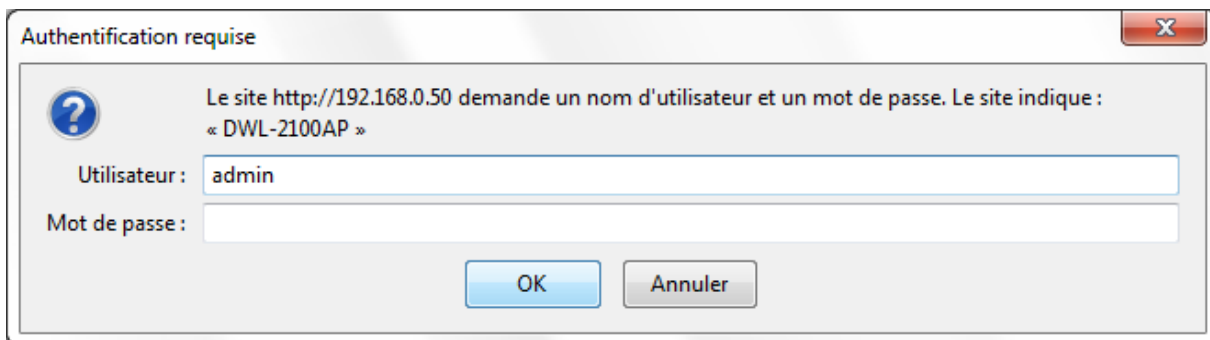 Authentification requise
Le site http://192.168.0.50 demande un nom d'utilisateur et un mot de passe. Le site indique :
« DWL-2100AP »
Utilisateur : admin
Mot de passe :
OK Annuler